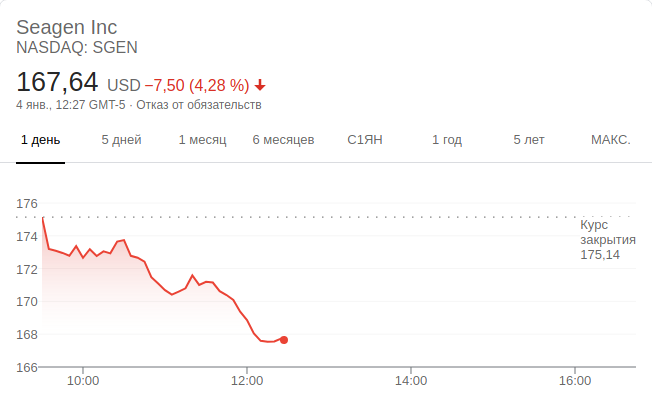 Seagen Inc
NASDAQ: SGEN
167,64 USD −7,50 (4,28 %)
4 янв., 12:27 GMT-5 · Отказ от обязательств
1 день 5 дней 1 месяц 6 месяцев С1ЯН 1 год 5 лет МАКС.
176
174
172
170
168
166
Курс
закрытия
175,14
10:00 12:00 14:00 16:00